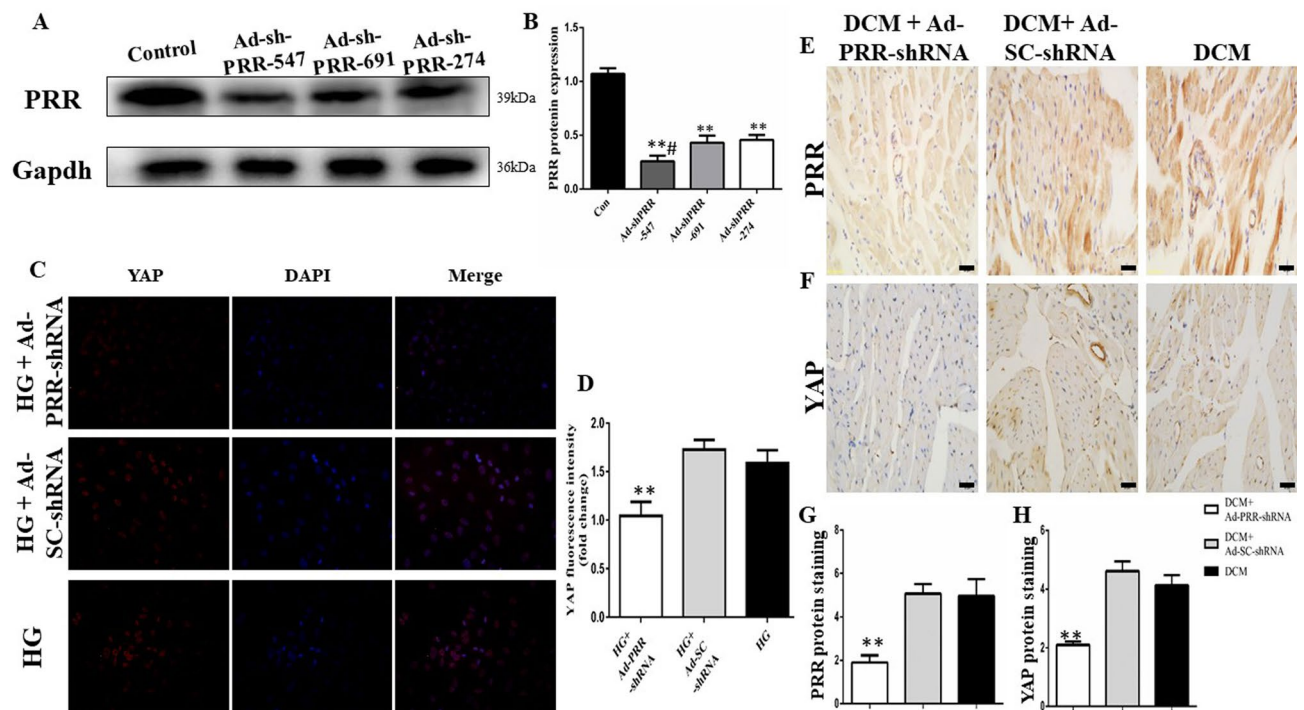 A
Control
Ad-sh-
PRR-547
Ad-sh-
PRR-691
Ad-sh-
PRR-274
PRR
39kDa
Gapdh
36kDa
B
PRR protenin expression
1.5
1.0
0.5
0.0
**#
**
**
Con
Ad-shPRR
-547
Ad-shPRR
-691
Ad-shPRR
-274
C
YAP
DAPI
Merge
HG + Ad-
PRR-shRNA
HG + Ad-
SC-shRNA
HG
D
YAP fluorescence intensity
(fold change)
2.0
1.5
1.0
0.5
0.0
**
HG+
Ad-PRR
-shRNA
HG+
Ad-SC
-shRNA
HG
E
DCM + Ad-
PRR-shRNA
DCM+ Ad-
SC-shRNA
DCM
PRR
F
YAP
G
PRR protein staining
8
6
4
2
0
**
H
YAP protein staining
6
4
2
0
**
DCM+
Ad-PRR-shRNA
DCM+
Ad-SC-shRNA
DCM